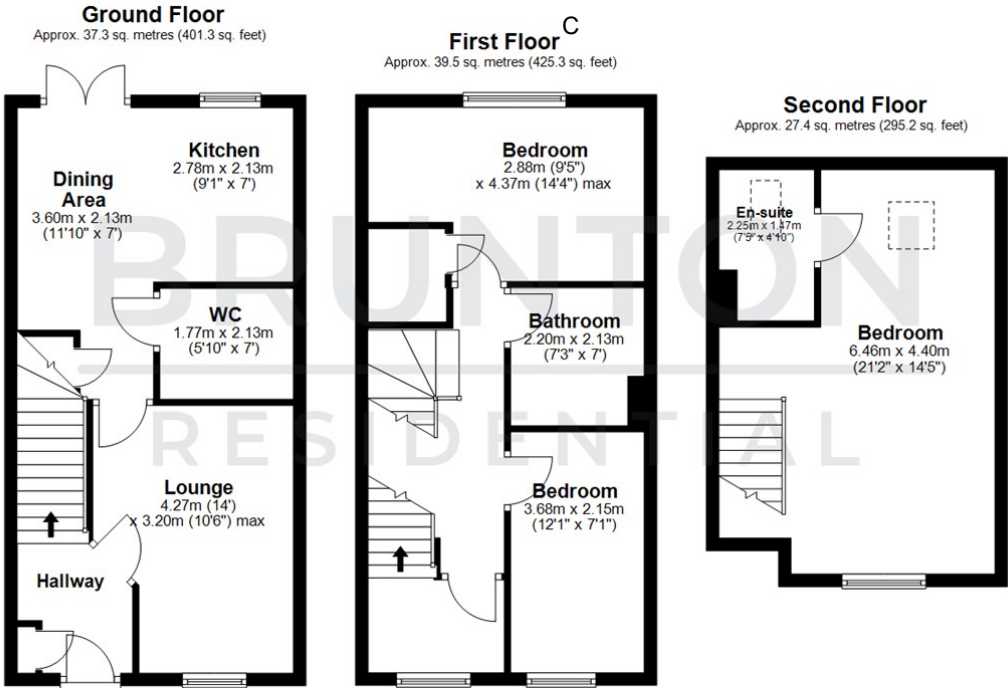 Ground Floor
Approx. 37.3 sq. metres (401.3 sq. feet)
Kitchen
2.78m x 2.13m
(9'1" x 7')
Dining
Area
3.60m x 2.13m
(11'10" x 7')
WC
1.77m x 2.13m
(5'10" x 7')
Lounge
4.27m (14')
x 3.20m (10'6") max
Hallway
First Floor C
Approx. 39.5 sq. metres (425.3 sq. feet)
Bedroom
2.88m (9'5")
x 4.37m (14'4") max
Bathroom
2.20m x 2.13m
(7'3" x 7')
Bedroom
3.68m x 2.15m
(12'1" x 7'1")
Second Floor
Approx. 27.4 sq. metres (295.2 sq. feet)
En-suite
2.25m x 1.47m
(7'5" x 4'10")
Bedroom
6.46m x 4.40m
(21'2" x 14'5")
BRUNTON
RESIDENTIAL